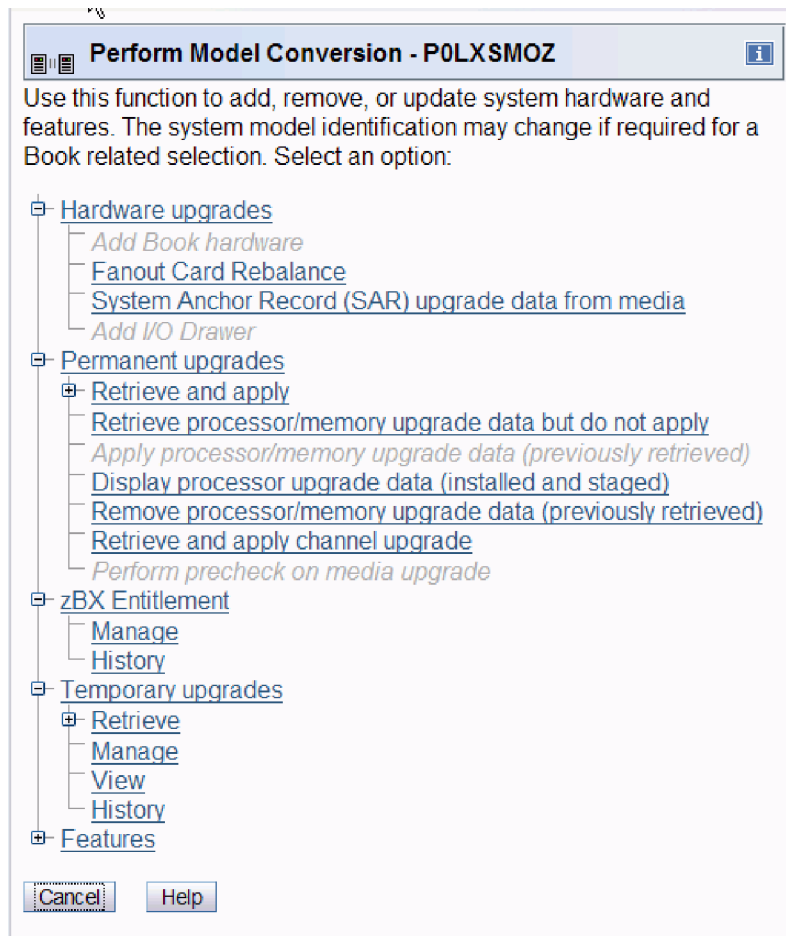 Perform Model Conversion - P0LXSMOZ
i
Use this function to add, remove, or update system hardware and
features. The system model identification may change if required for a
Book related selection. Select an option:
Hardware upgrades
Add Book hardware
Fanout Card Rebalance
System Anchor Record (SAR) upgrade data from media
Add I/O Drawer
Permanent upgrades
Retrieve and apply
Retrieve processor/memory upgrade data but do not apply
Apply processor/memory upgrade data (previously retrieved)
Display processor upgrade data (installed and staged)
Remove processor/memory upgrade data (previously retrieved)
Retrieve and apply channel upgrade
Perform precheck on media upgrade
zBX Entitlement
Manage
History
Temporary upgrades
Retrieve
Manage
View
History
Features
Cancel Help